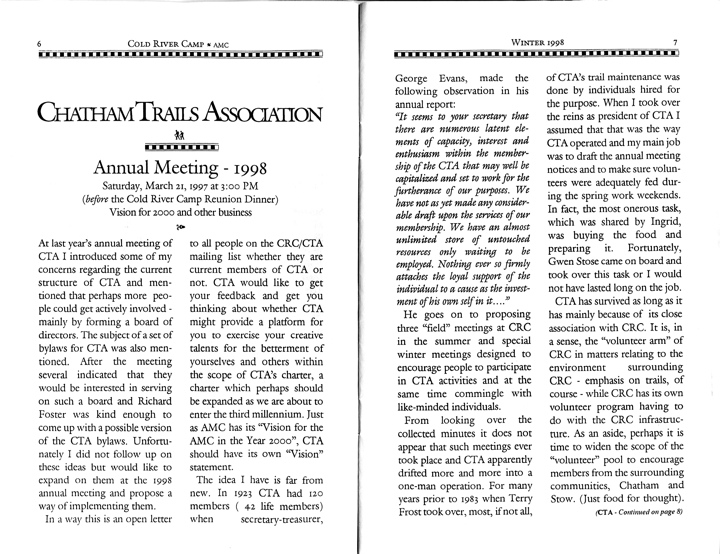 6
COLD RIVER CAMP ★ AMC
CHATHAM TRAILS ASSOCIATION
Annual Meeting - 1998
Saturday, March 21, 1997 at 3:00 PM
(before the Cold River Camp Reunion Dinner)
Vision for 2000 and other business
At last year's annual meeting of
CTA I introduced some of my
concerns regarding the current
structure of CTA and men-
tioned that perhaps more peo-
ple could get actively involved -
mainly by forming a board of
directors. The subject of a set of
bylaws for CTA was also men-
tioned. After the meeting
several indicated that they
would be interested in serving
on such a board and Richard
Foster was kind enough to
come up with a possible version
of the CTA bylaws. Unfortu-
nately I did not follow up on
these ideas but would like to
expand on them at the 1998
annual meeting and propose a
way of implementing them.
In a way this is an open letter
to all people on the CRC/CTA
mailing list whether they are
current members of CTA or
not. CTA would like to get
your feedback and get you
thinking about whether CTA
might provide a platform for
you to exercise your creative
talents for the betterment of
yourselves and others within
the scope of CTA's charter, a
charter which perhaps should
be expanded as we are about to
enter the third millennium. Just
as AMC has its "Vision for the
AMC in the Year 2000", CTA
should have its own "Vision"
statement.
The idea I have is far from
new. In 1923 CTA had 120
members ( 42 life members)
when secretary-treasurer,
WINTER 1998
7
George Evans, made the
following observation in his
annual report:
"It seems to your secretary that
there are numerous latent ele-
ments of capacity, interest and
enthusiasm within the member-
ship of the CTA that may well be
capitalized and set to work for the
furtherance of our purposes. We
have not as yet made any consider-
able draft upon the services of our
membership. We have an almost
unlimited store of untouched
resources only waiting to be
employed. Nothing ever so firmly
attaches the loyal support of the
individual to a cause as the invest-
ment of his own self in it...."
He goes on to proposing
three "field" meetings at CRC
in the summer and special
winter meetings designed to
encourage people to participate
in CTA activities and at the
same time commingle with
like-minded individuals.
From looking over the
collected minutes it does not
appear that such meetings ever
took place and CTA apparently
drifted more and more into a
one-man operation. For many
years prior to 1983 when Terry
Frost took over, most, if not all,
of CTA's trail maintenance was
done by individuals hired for
the purpose. When I took over
the reins as president of CTA I
assumed that that was the way
CTA operated and my main job
was to draft the annual meeting
notices and to make sure volun-
teers were adequately fed dur-
ing the spring work weekends.
In fact, the most onerous task,
which was shared by Ingrid,
was buying the food and
preparing it. Fortunately,
Gwen Stose came on board and
took over this task or I would
not have lasted long on the job.
CTA has survived as long as it
has mainly because of its close
association with CRC. It is, in
a sense, the "volunteer arm" of
CRC in matters relating to the
environment surrounding
CRC - emphasis on trails, of
course - while CRC has its own
volunteer program having to
do with the CRC infrastruc-
ture. As an aside, perhaps it is
time to widen the scope of the
"volunteer" pool to encourage
members from the surrounding
communities, Chatham and
Stow. (Just food for thought).
(CTA - Continued on page 8)